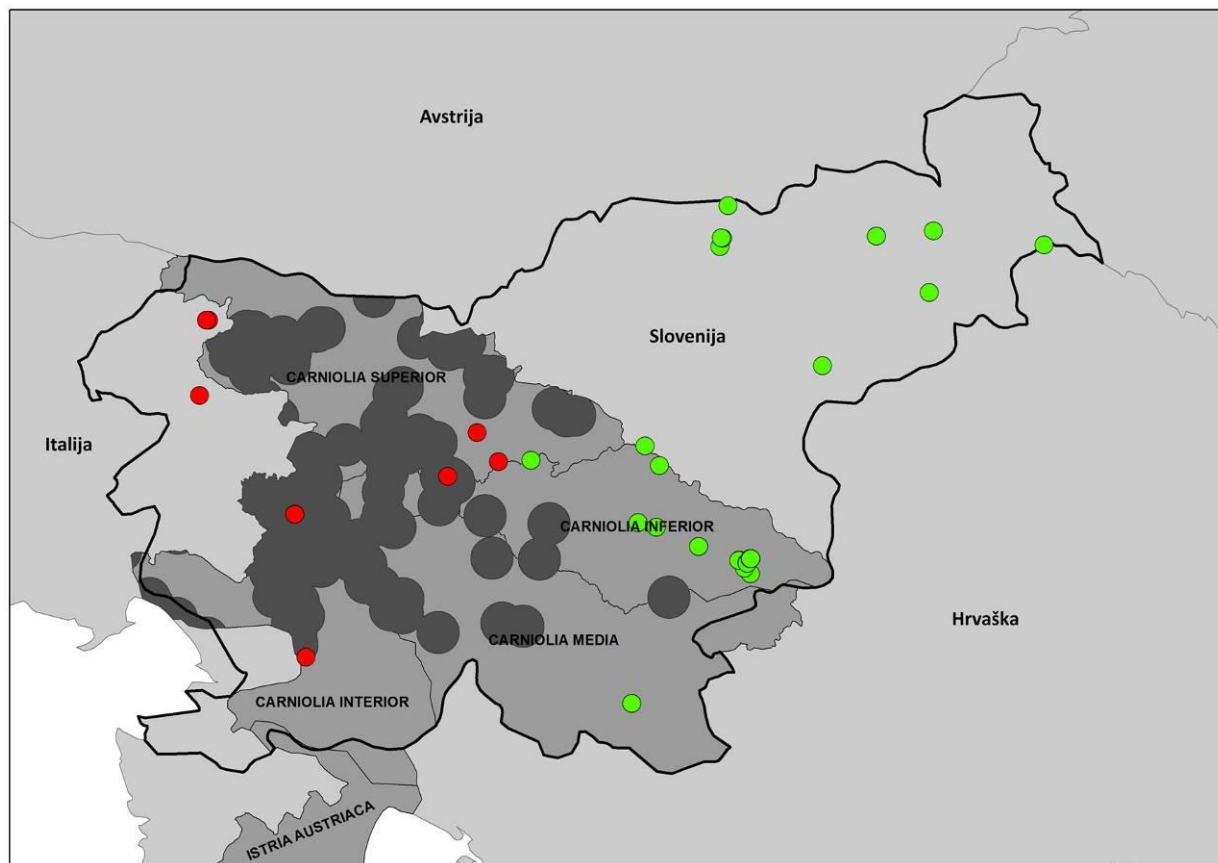 Avstrija
Slovenija
CARNIOLIA SUPERIOR
Italija
CARNIOLIA INFERIOR
Hrvaška
CARNIOLIA MEDIA
CARNIOLIA INTERIOR
ISTRIA AUSTRIACA